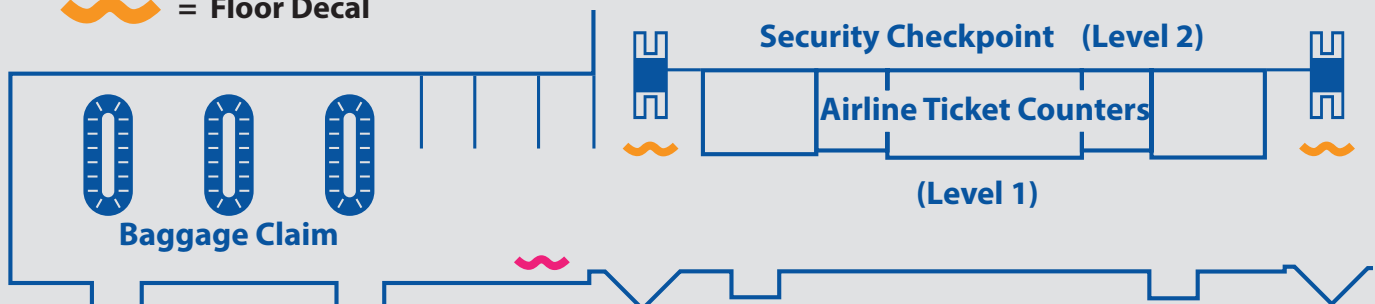 = Floor Decal
Security Checkpoint (Level 2)
Airline Ticket Counters
(Level 1)
Baggage Claim